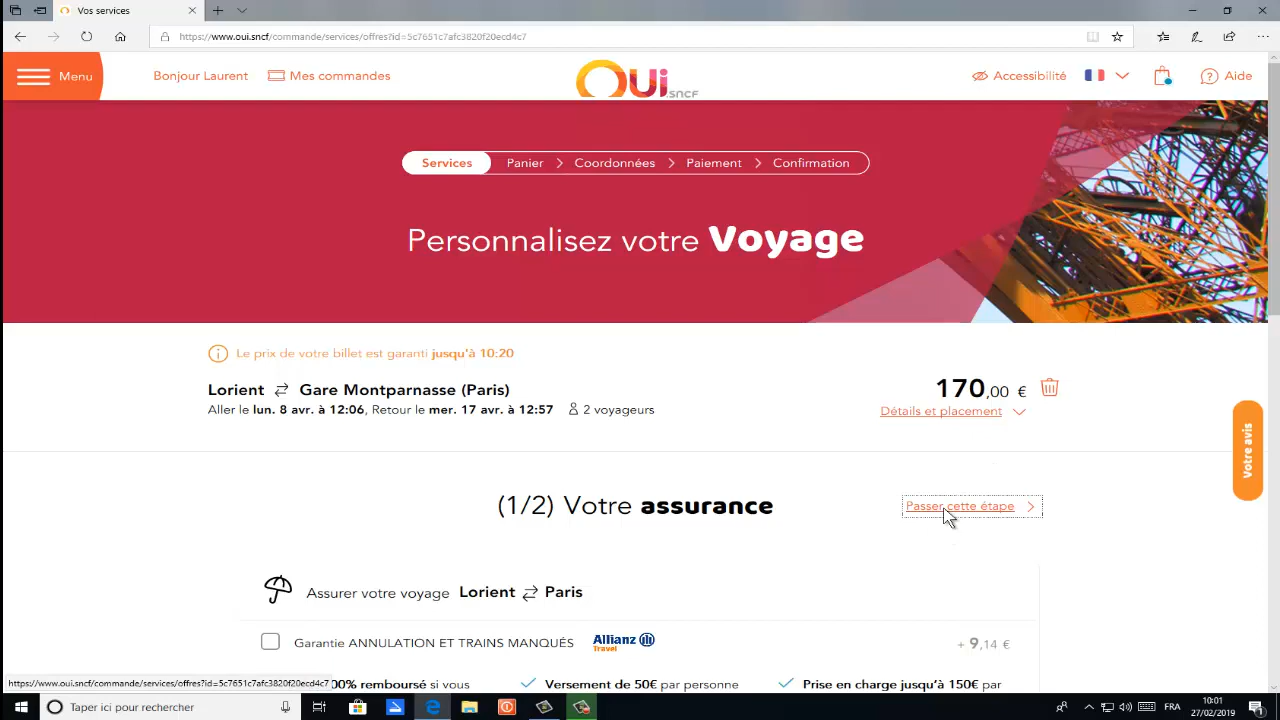 Vos services
https://www.oui.sncf/commande/services/offres?id=5c7651c7afc3820f20ecd4c7
Menu
Bonjour Laurent
Mes commandes
OUI.SNCF
Accessibilité
Aide
Services
Panier
Coordonnées
Paiement
Confirmation
Personnalisez votre Voyage
Le prix de votre billet est garanti jusqu'à 10:20
Lorient Gare Montparnasse (Paris)
170,00 €
Aller le lun. 8 avr. à 12:06, Retour le mer. 17 avr. à 12:57 2 voyageurs
Détails et placement
Votre avis
(1/2) Votre assurance
Passer cette étape
Assurer votre voyage Lorient Paris
Garantie ANNULATION ET TRAINS MANQUÉS
Allianz
Travel
+ 9,14 €
https://www.oui.sncf/commande/services/offres?id=5c7651c7afc3820f20ecd4c7
00% remboursé si vous
Versement de 50€ par personne
Prise en charge jusqu'à 150€ par
Taper ici pour rechercher
FRA
10:01
27/02/2019